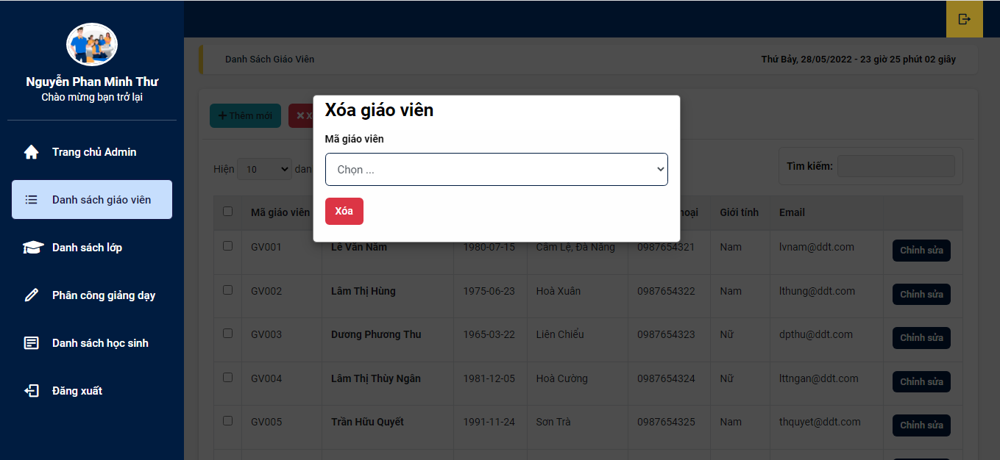 Nguyễn Phan Minh Thư
Chào mừng bạn trở lại
Trang chủ Admin
Danh sách giáo viên
Danh sách lớp
Phân công giảng dạy
Danh sách học sinh
Đăng xuất
Danh Sách Giáo Viên
Thứ Bảy, 28/05/2022 - 23 giờ 25 phút 02 giây
Thêm mới
X
Xóa giáo viên
Mã giáo viên
Chọn ...
Xóa
Hiện 10 dan
Tìm kiếm:
Mã giáo viên Giới tính Email
GV001 Lê Văn Năm 1980-07-15 Cẩm Lệ, Đà Nẵng 0987654321 Nam lvnam@ddt.com Chỉnh sửa
GV002 Lâm Thị Hùng 1975-06-23 Hoà Xuân 0987654322 Nam lthung@ddt.com Chỉnh sửa
GV003 Dương Phương Thu 1965-03-22 Liên Chiểu 0987654323 Nữ dpthu@ddt.com Chỉnh sửa
GV004 Lâm Thị Thùy Ngân 1981-12-05 Hoà Cường 0987654324 Nữ lttngan@ddt.com Chỉnh sửa
GV005 Trần Hữu Quyết 1991-11-24 Sơn Trà 0987654325 Nam thquyet@ddt.com Chỉnh sửa